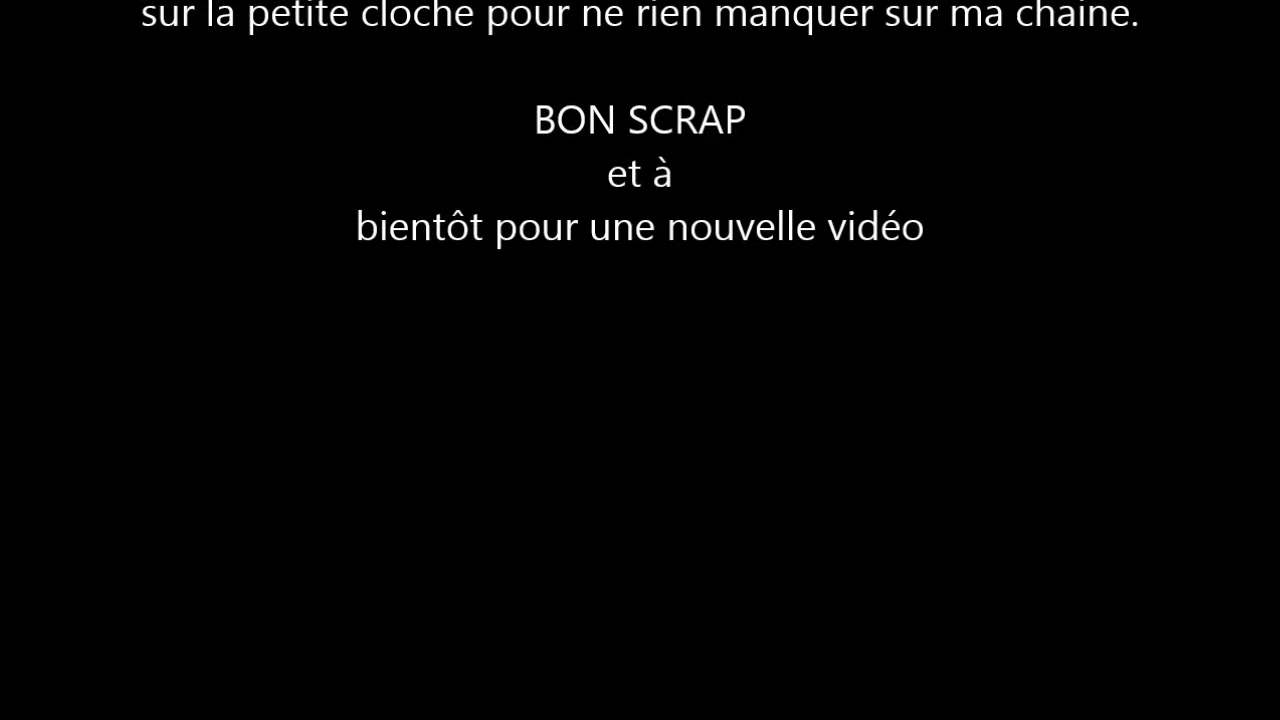 sur la petite cloche pour ne rien manquer sur ma chaine.
BON SCRAP
et à
bientôt pour une nouvelle vidéo